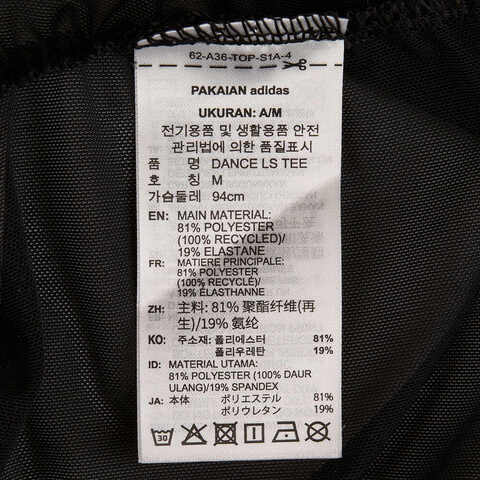 62-A36-TOP-S1A-4
PAKAIAN adidas
UKURAN: A/M
전기용품 및 생활용품 안전
관리법에 의한 품질표시
품 명 DANCE LS TEE
호 칭 M
가슴둘레 94cm
EN: MAIN MATERIAL:
81% POLYESTER
(100% RECYCLED)/
19% ELASTANE
FR: MATIERE PRINCIPALE:
81% POLYESTER
(100% RECYCLÉ)/
19% ÉLASTHANNE
ZH: 主料: 81% 聚酯纤维(再
生)/19% 氨纶
KO: 주소재: 폴리에스터 81%
폴리우레탄 19%
ID: MATERIAL UTAMA:
81% POLYESTER (100% DAUR
ULANG)/19% SPANDEX
JA: 本体 ポリエステル 81%
ポリウレタン 19%
30